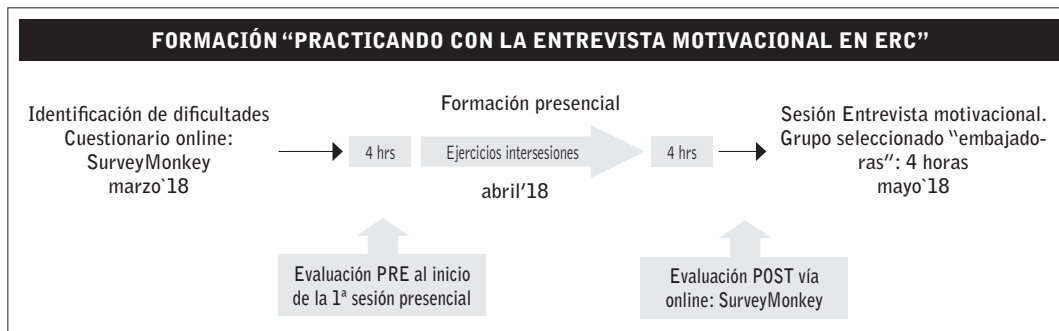 FORMACIÓN “PRACTICANDO CON LA ENTREVISTA MOTIVACIONAL EN ERC”
Identificación de dificultades
Cuestionario online:
SurveyMonkey
marzo`18
Formación presencial
4 hrs
Ejercicios intersesiones
4 hrs
abril’18
Sesión Entrevista motivacional.
Grupo seleccionado “embajado-
ras”: 4 horas
mayo`18
Evaluación PRE al inicio
de la 1ª sesión presencial
Evaluación POST vía
online: SurveyMonkey